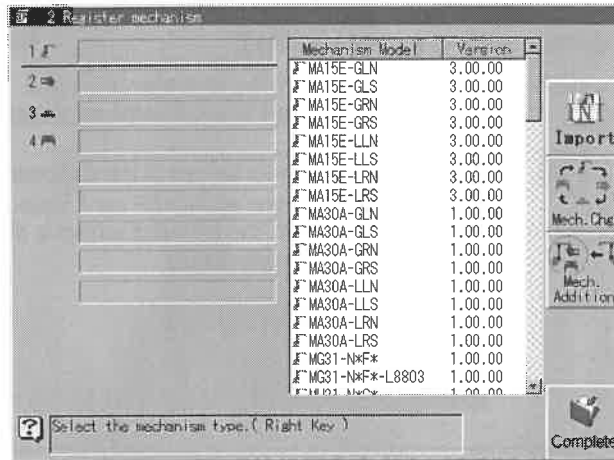 2 Register mechanism
1
2
3
4
Mechanism Model Version
MA15E-GLN 3.00.00
MA15E-GLS 3.00.00
MA15E-GRN 3.00.00
MA15E-GRS 3.00.00
MA15E-LLN 3.00.00
MA15E-LLS 3.00.00
MA15E-LRN 3.00.00
MA15E-LRS 3.00.00
MA30A-GLN 1.00.00
MA30A-GLS 1.00.00
MA30A-GRN 1.00.00
MA30A-GRS 1.00.00
MA30A-LLN 1.00.00
MA30A-LLS 1.00.00
MA30A-LRN 1.00.00
MA30A-LRS 1.00.00
MG31-N*F* 1.00.00
MG31-N*F*-L8803 1.00.00
Import
Mech.Chg
Mech.
Addition
Select the mechanism type.( Right Key )
Complete